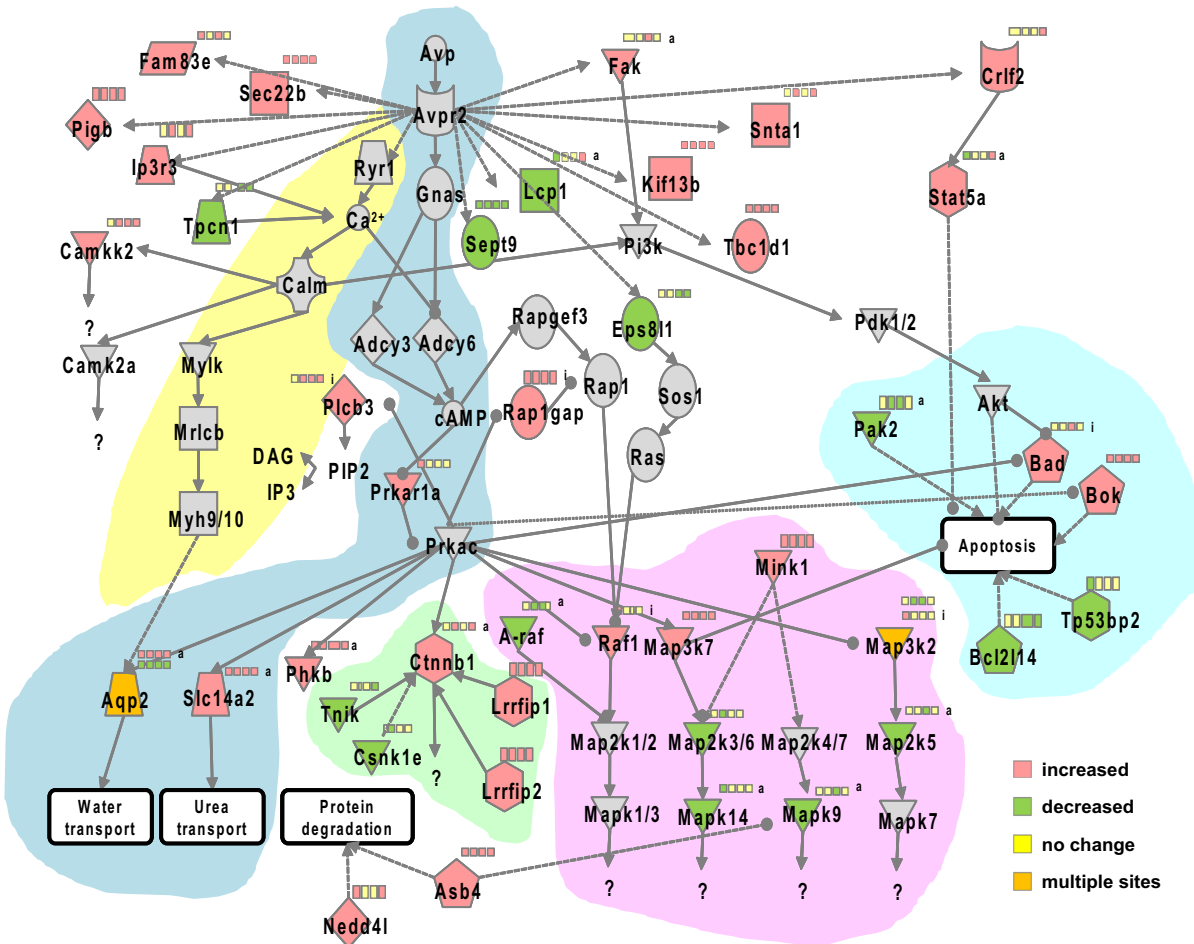 Avp
a
Fam83e
Fak
Crlf2
Sec22b
Pigb
Avpr2
Snta1
Ip3r3
Ryr1
a
a
Gnas
Lcp1
Kif13b
Stat5a
Tpcn1
Ca2+
Camkk2
Sept9
Pi3k
Tbc1d1
Calm
Rapgef3
Eps8l1
Pdk1/2
?
Adcy3
Adcy6
Camk2a
Mylk
i
i
Rap1
Sos1
a
Akt
Plcb3
cAMP
Rap1gap
Pak2
i
?
Mrlcb
DAG
PIP2
Ras
Bad
IP3
Prkar1a
Bok
Myh9/10
Prkac
Apoptosis
Mink1
a
i
a
i
Tp53bp2
A-raf
Raf1
Map3k7
Map3k2
a
a
a
Ctnnb1
Bcl2l14
Phkb
Aqp2
Slc14a2
Lrrfip1
Tnik
a
Csnk1e
Map2k1/2
Map2k3/6
Map2k4/7
Map2k5
?
Lrrfip2
increased
Water
transport
Urea
transport
Protein
degradation
a
a
decreased
Mapk1/3
Mapk14
Mapk9
Mapk7
no change
Asb4
?
?
?
?
multiple sites
Nedd4l